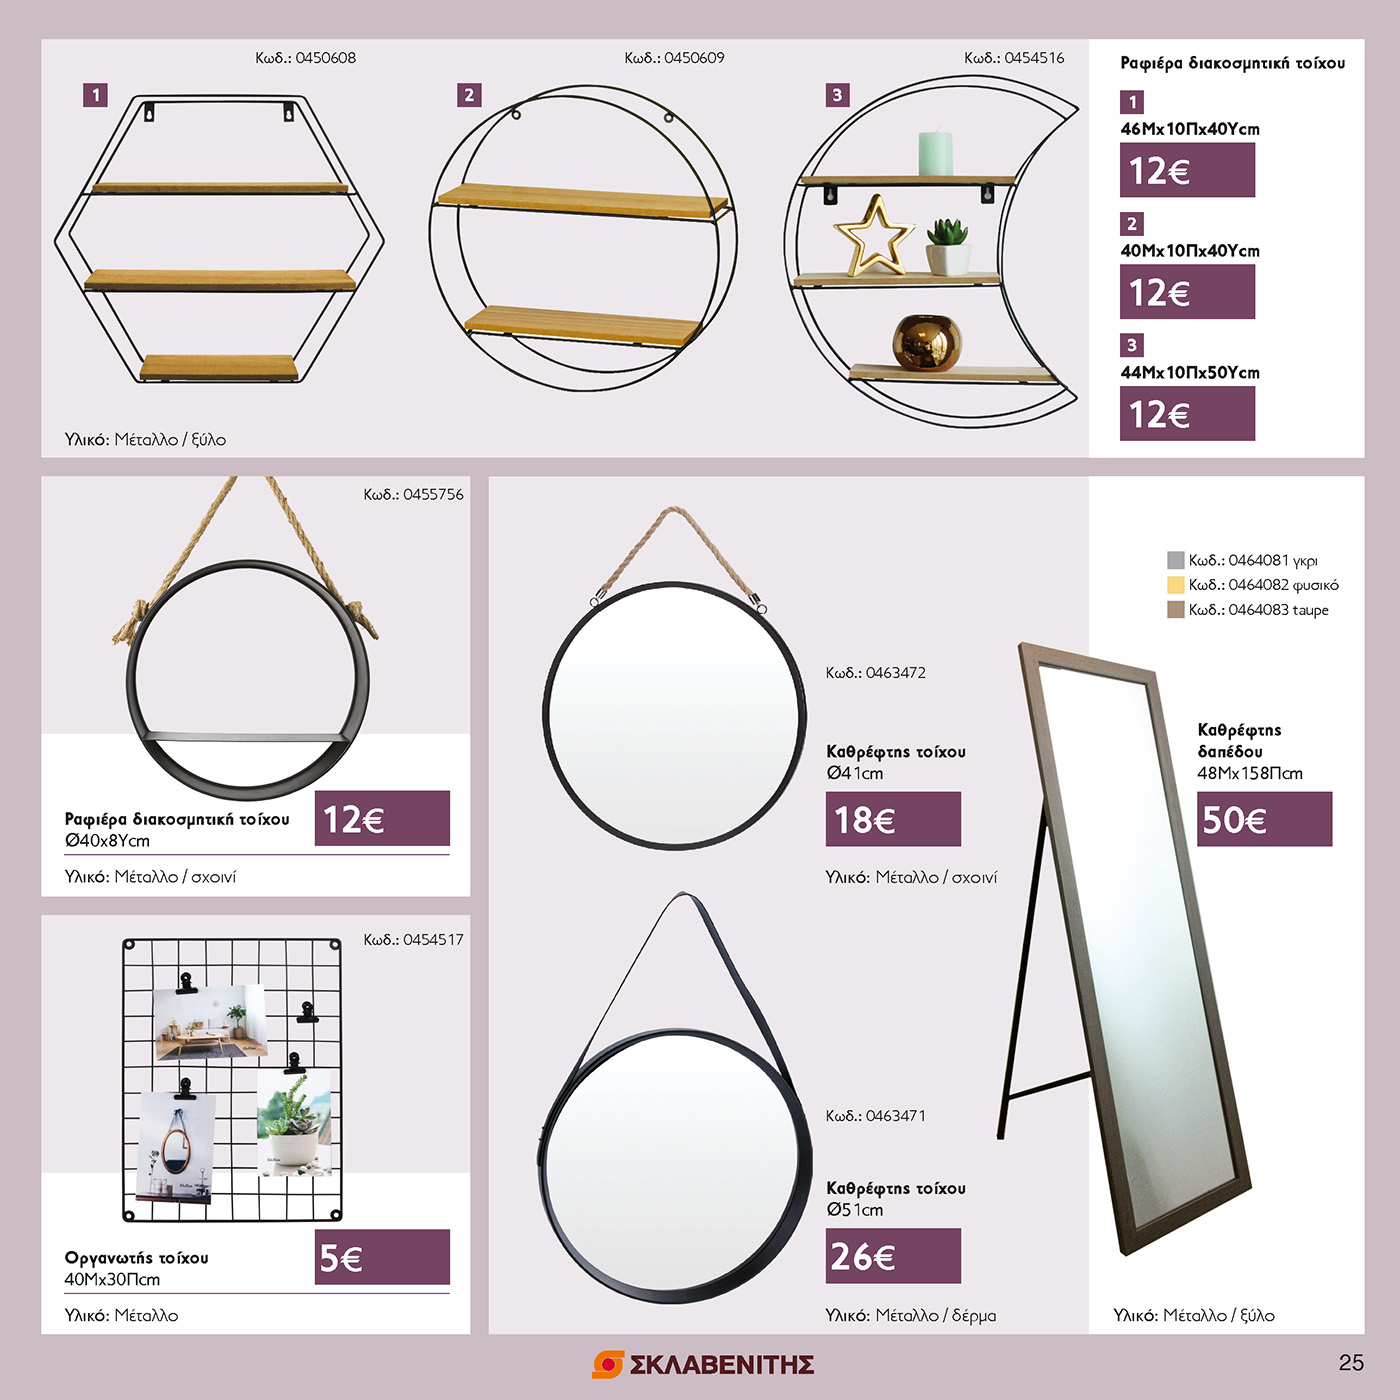 Κωδ.: 0450608
Κωδ.: 0450609
Κωδ.: 0454516
1
2
3
Υλικό: Μέταλλο / ξύλο
Ραφιέρα διακοσμητική τοίχου
1
46Μx10Πx40Υcm
12€
2
40Μx10Πx40Υcm
12€
3
44Μx10Πx50Υcm
12€
Κωδ.: 0455756
Ραφιέρα διακοσμητική τοίχου
Ø40x8Υcm
12€
Υλικό: Μέταλλο / σχοινί
Κωδ.: 0454517
Οργανωτής τοίχου
40Μx30Πcm
5€
Υλικό: Μέταλλο
Κωδ.: 0463472
Καθρέφτης τοίχου
Ø41cm
18€
Υλικό: Μέταλλο / σχοινί
Κωδ.: 0463471
Καθρέφτης τοίχου
Ø51cm
26€
Υλικό: Μέταλλο / δέρμα
Κωδ.: 0464081 γκρι
Κωδ.: 0464082 φυσικό
Κωδ.: 0464083 taupe
Καθρέφτης
δαπέδου
48Μx158Πcm
50€
Υλικό: Μέταλλο / ξύλο
ΣΚΛΑΒΕΝΙΤΗΣ
25